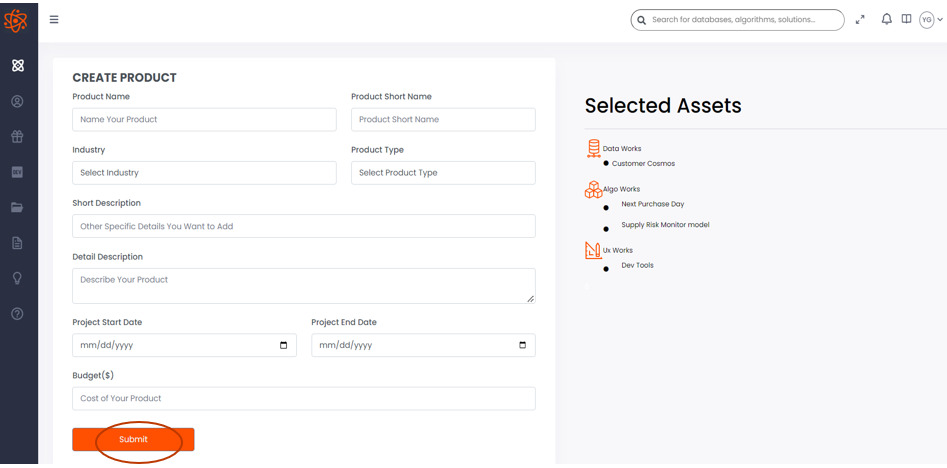 Search for databases, algorithms, solutions...
YG
CREATE PRODUCT
Product Name
Product Short Name
Name Your Product
Product Short Name
Industry
Product Type
Select Industry
Select Product Type
Short Description
Other Specific Details You Want to Add
Detail Description
Describe Your Product
Project Start Date
Project End Date
mm/dd/yyyy
mm/dd/yyyy
Budget($)
Cost of Your Product
Submit
Selected Assets
Data Works
Customer Cosmos
Algo Works
Next Purchase Day
Supply Risk Monitor model
Ux Works
Dev Tools